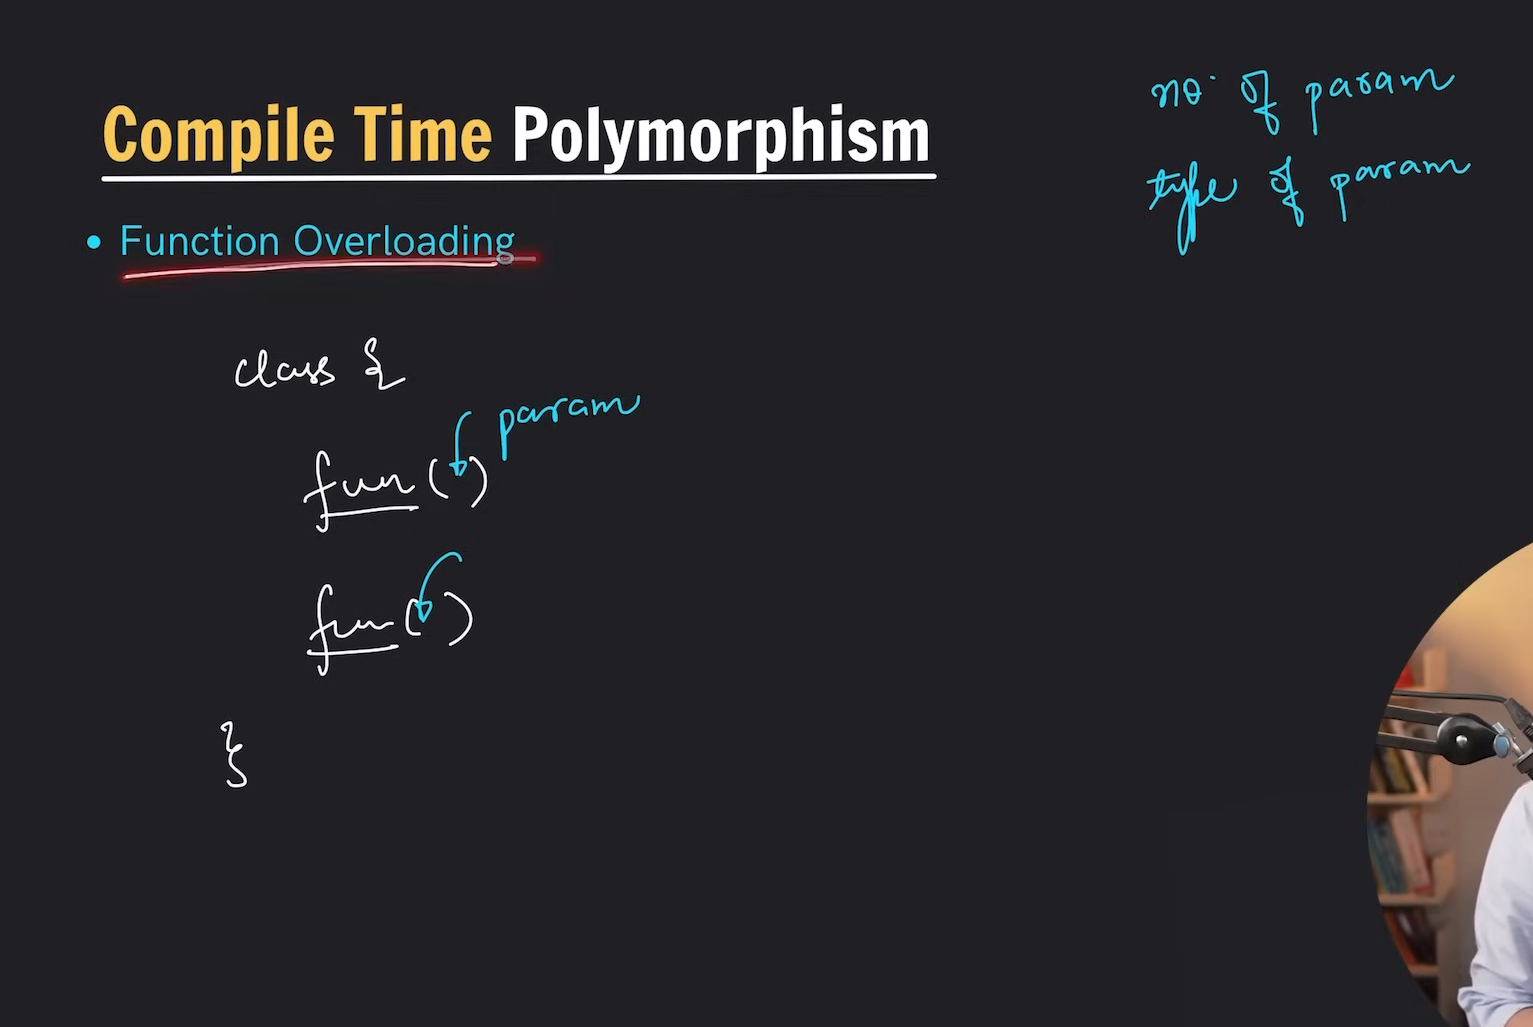 Compile Time Polymorphism
no. of param
type of param
• Function Overloading
class {
param
fun ( )
fun ( )
}